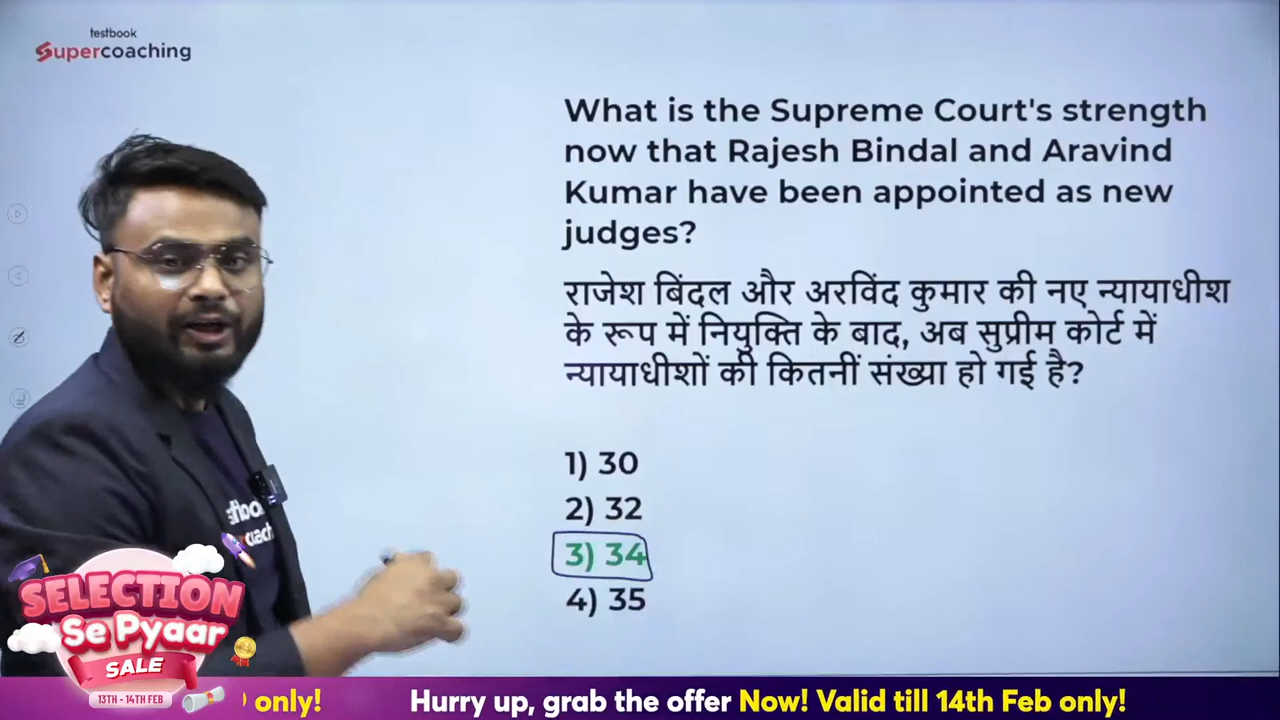 testbook
Supercoaching
What is the Supreme Court's strength
now that Rajesh Bindal and Aravind
Kumar have been appointed as new
judges?
राजेश बिंदल और अरविंद कुमार की नए न्यायाधीश
के रूप में नियुक्ति के बाद, अब सुप्रीम कोर्ट में
न्यायाधीशों की कितनीं संख्या हो गई है?
1) 30
2) 32
3) 34
4) 35
SELECTION
Se Pyaar
SALE
13TH - 14TH FEB
only!
Hurry up, grab the offer Now! Valid till 14th Feb only!